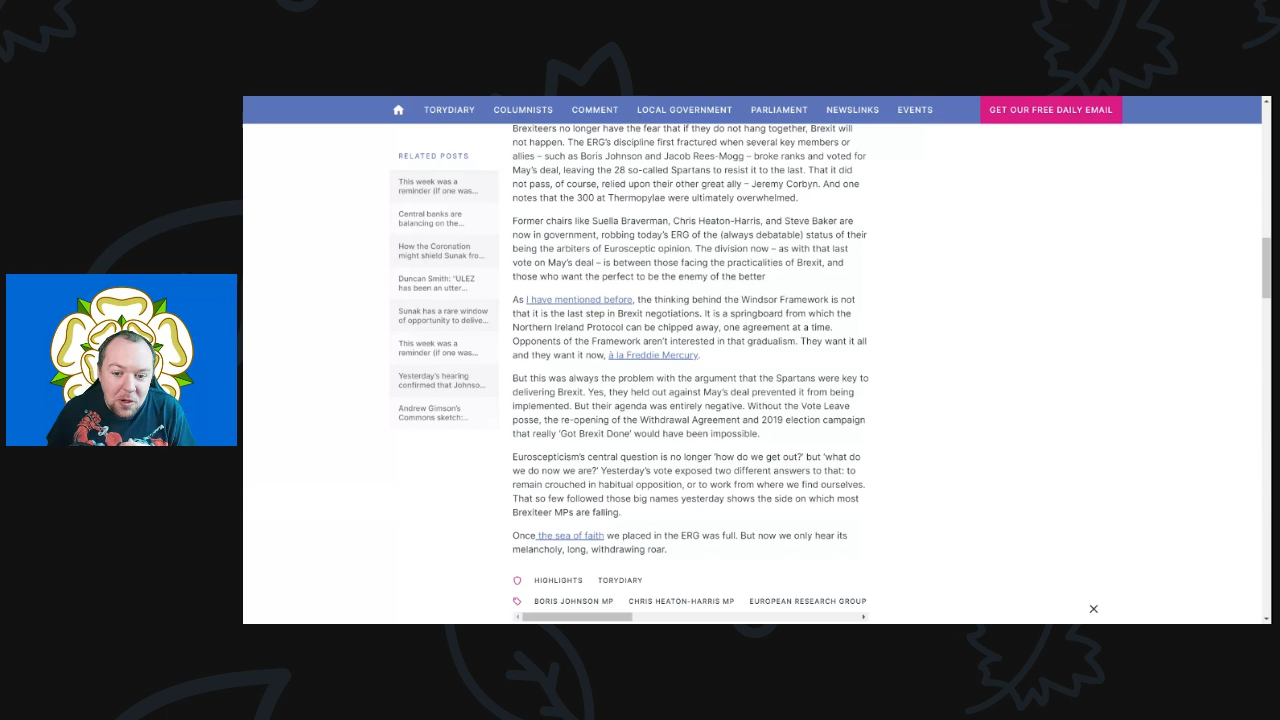 TORYDIARY COLUMNISTS COMMENT LOCAL GOVERNMENT PARLIAMENT NEWSLINKS EVENTS GET OUR FREE DAILY EMAIL
RELATED POSTS
This week was a
reminder (if one was...
Central banks are
balancing on the...
How the Coronation
might shield Sunak fro...
Duncan Smith: "ULEZ
has been an utter...
Sunak has a rare window
of opportunity to delive...
This week was a
reminder (if one was...
Yesterday's hearing
confirmed that Johnso...
Andrew Gimson's
Commons sketch:...
Brexiteers no longer have the fear that if they do not hang together, Brexit will
not happen. The ERG's discipline first fractured when several key members or
allies – such as Boris Johnson and Jacob Rees-Mogg – broke ranks and voted for
May's deal, leaving the 28 so-called Spartans to resist it to the last. That it did
not pass, of course, relied upon their other great ally – Jeremy Corbyn. And one
notes that the 300 at Thermopylae were ultimately overwhelmed.
Former chairs like Suella Braverman, Chris Heaton-Harris, and Steve Baker are
now in government, robbing today's ERG of the (always debatable) status of their
being the arbiters of Eurosceptic opinion. The division now – as with that last
vote on May's deal – is between those facing the practicalities of Brexit, and
those who want the perfect to be the enemy of the better
As I have mentioned before, the thinking behind the Windsor Framework is not
that it is the last step in Brexit negotiations. It is a springboard from which the
Northern Ireland Protocol can be chipped away, one agreement at a time.
Opponents of the Framework aren't interested in that gradualism. They want it all
and they want it now, à la Freddie Mercury.
But this was always the problem with the argument that the Spartans were key to
delivering Brexit. Yes, they held out against May's deal prevented it from being
implemented. But their agenda was entirely negative. Without the Vote Leave
posse, the re-opening of the Withdrawal Agreement and 2019 election campaign
that really 'Got Brexit Done' would have been impossible.
Euroscepticism's central question is no longer 'how do we get out?' but 'what do
we do now we are?' Yesterday's vote exposed two different answers to that: to
remain crouched in habitual opposition, or to work from where we find ourselves.
That so few followed those big names yesterday shows the side on which most
Brexiteer MPs are falling.
Once the sea of faith we placed in the ERG was full. But now we only hear its
melancholy, long, withdrawing roar.
HIGHLIGHTS TORYDIARY
BORIS JOHNSON MP CHRIS HEATON-HARRIS MP EUROPEAN RESEARCH GROUP